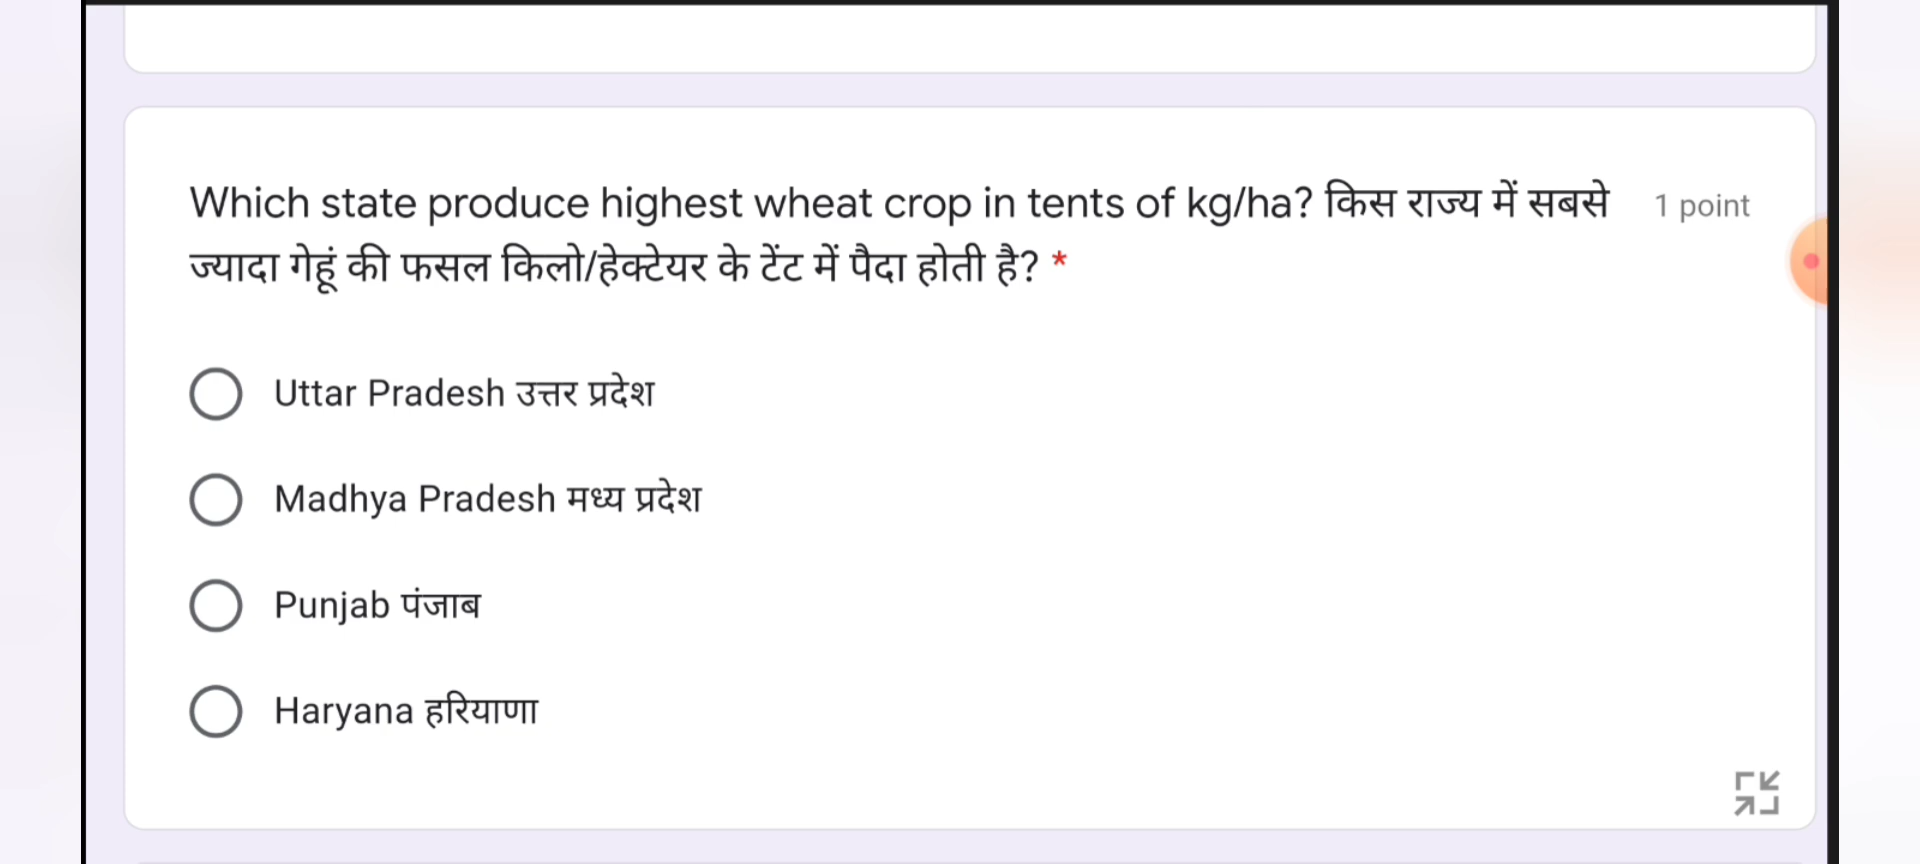 Which state produce highest wheat crop in tents of kg/ha? किस राज्य में सबसे 1 point
ज्यादा गेहूं की फसल किलो/हेक्टेयर के टेंट में पैदा होती है? *
Uttar Pradesh उत्तर प्रदेश
Madhya Pradesh मध्य प्रदेश
Punjab पंजाब
Haryana हरियाणा